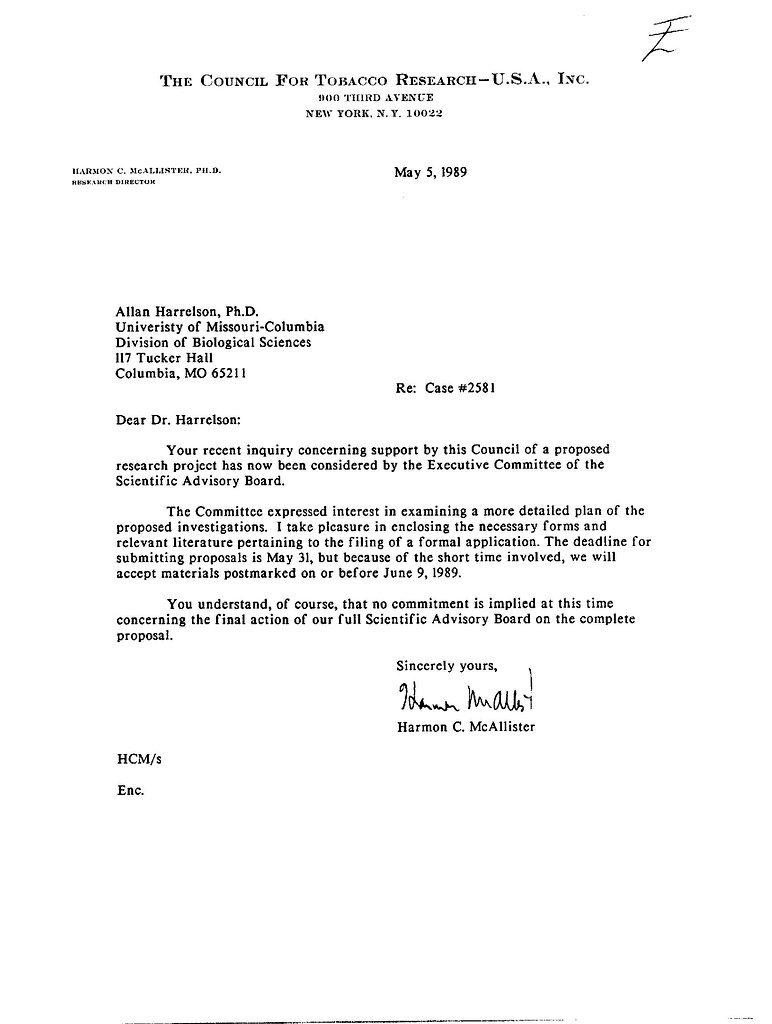 THE COUNCIL FOR TOBACCO RESEARCH—U.S.A., INC.
900 THIRD AVENUE
NEW YORK, N.Y. 10022
HARMON C. McALLISTER, PH.D.
RESEARCH DIRECTOR
May 5, 1989
Allan Harrelson, Ph.D.
Univeristy of Missouri-Columbia
Division of Biological Sciences
117 Tucker Hall
Columbia, MO 65211
Re: Case #2581
Dear Dr. Harrelson:
Your recent inquiry concerning support by this Council of a proposed
research project has now been considered by the Executive Committee of the
Scientific Advisory Board.
The Committee expressed interest in examining a more detailed plan of the
proposed investigations. I take pleasure in enclosing the necessary forms and
relevant literature pertaining to the filing of a formal application. The deadline for
submitting proposals is May 31, but because of the short time involved, we will
accept materials postmarked on or before June 9, 1989.
You understand, of course, that no commitment is implied at this time
concerning the final action of our full Scientific Advisory Board on the complete
proposal.
Sincerely yours,
Harmon McAllister
Harmon C. McAllister
HCM/s
Enc.